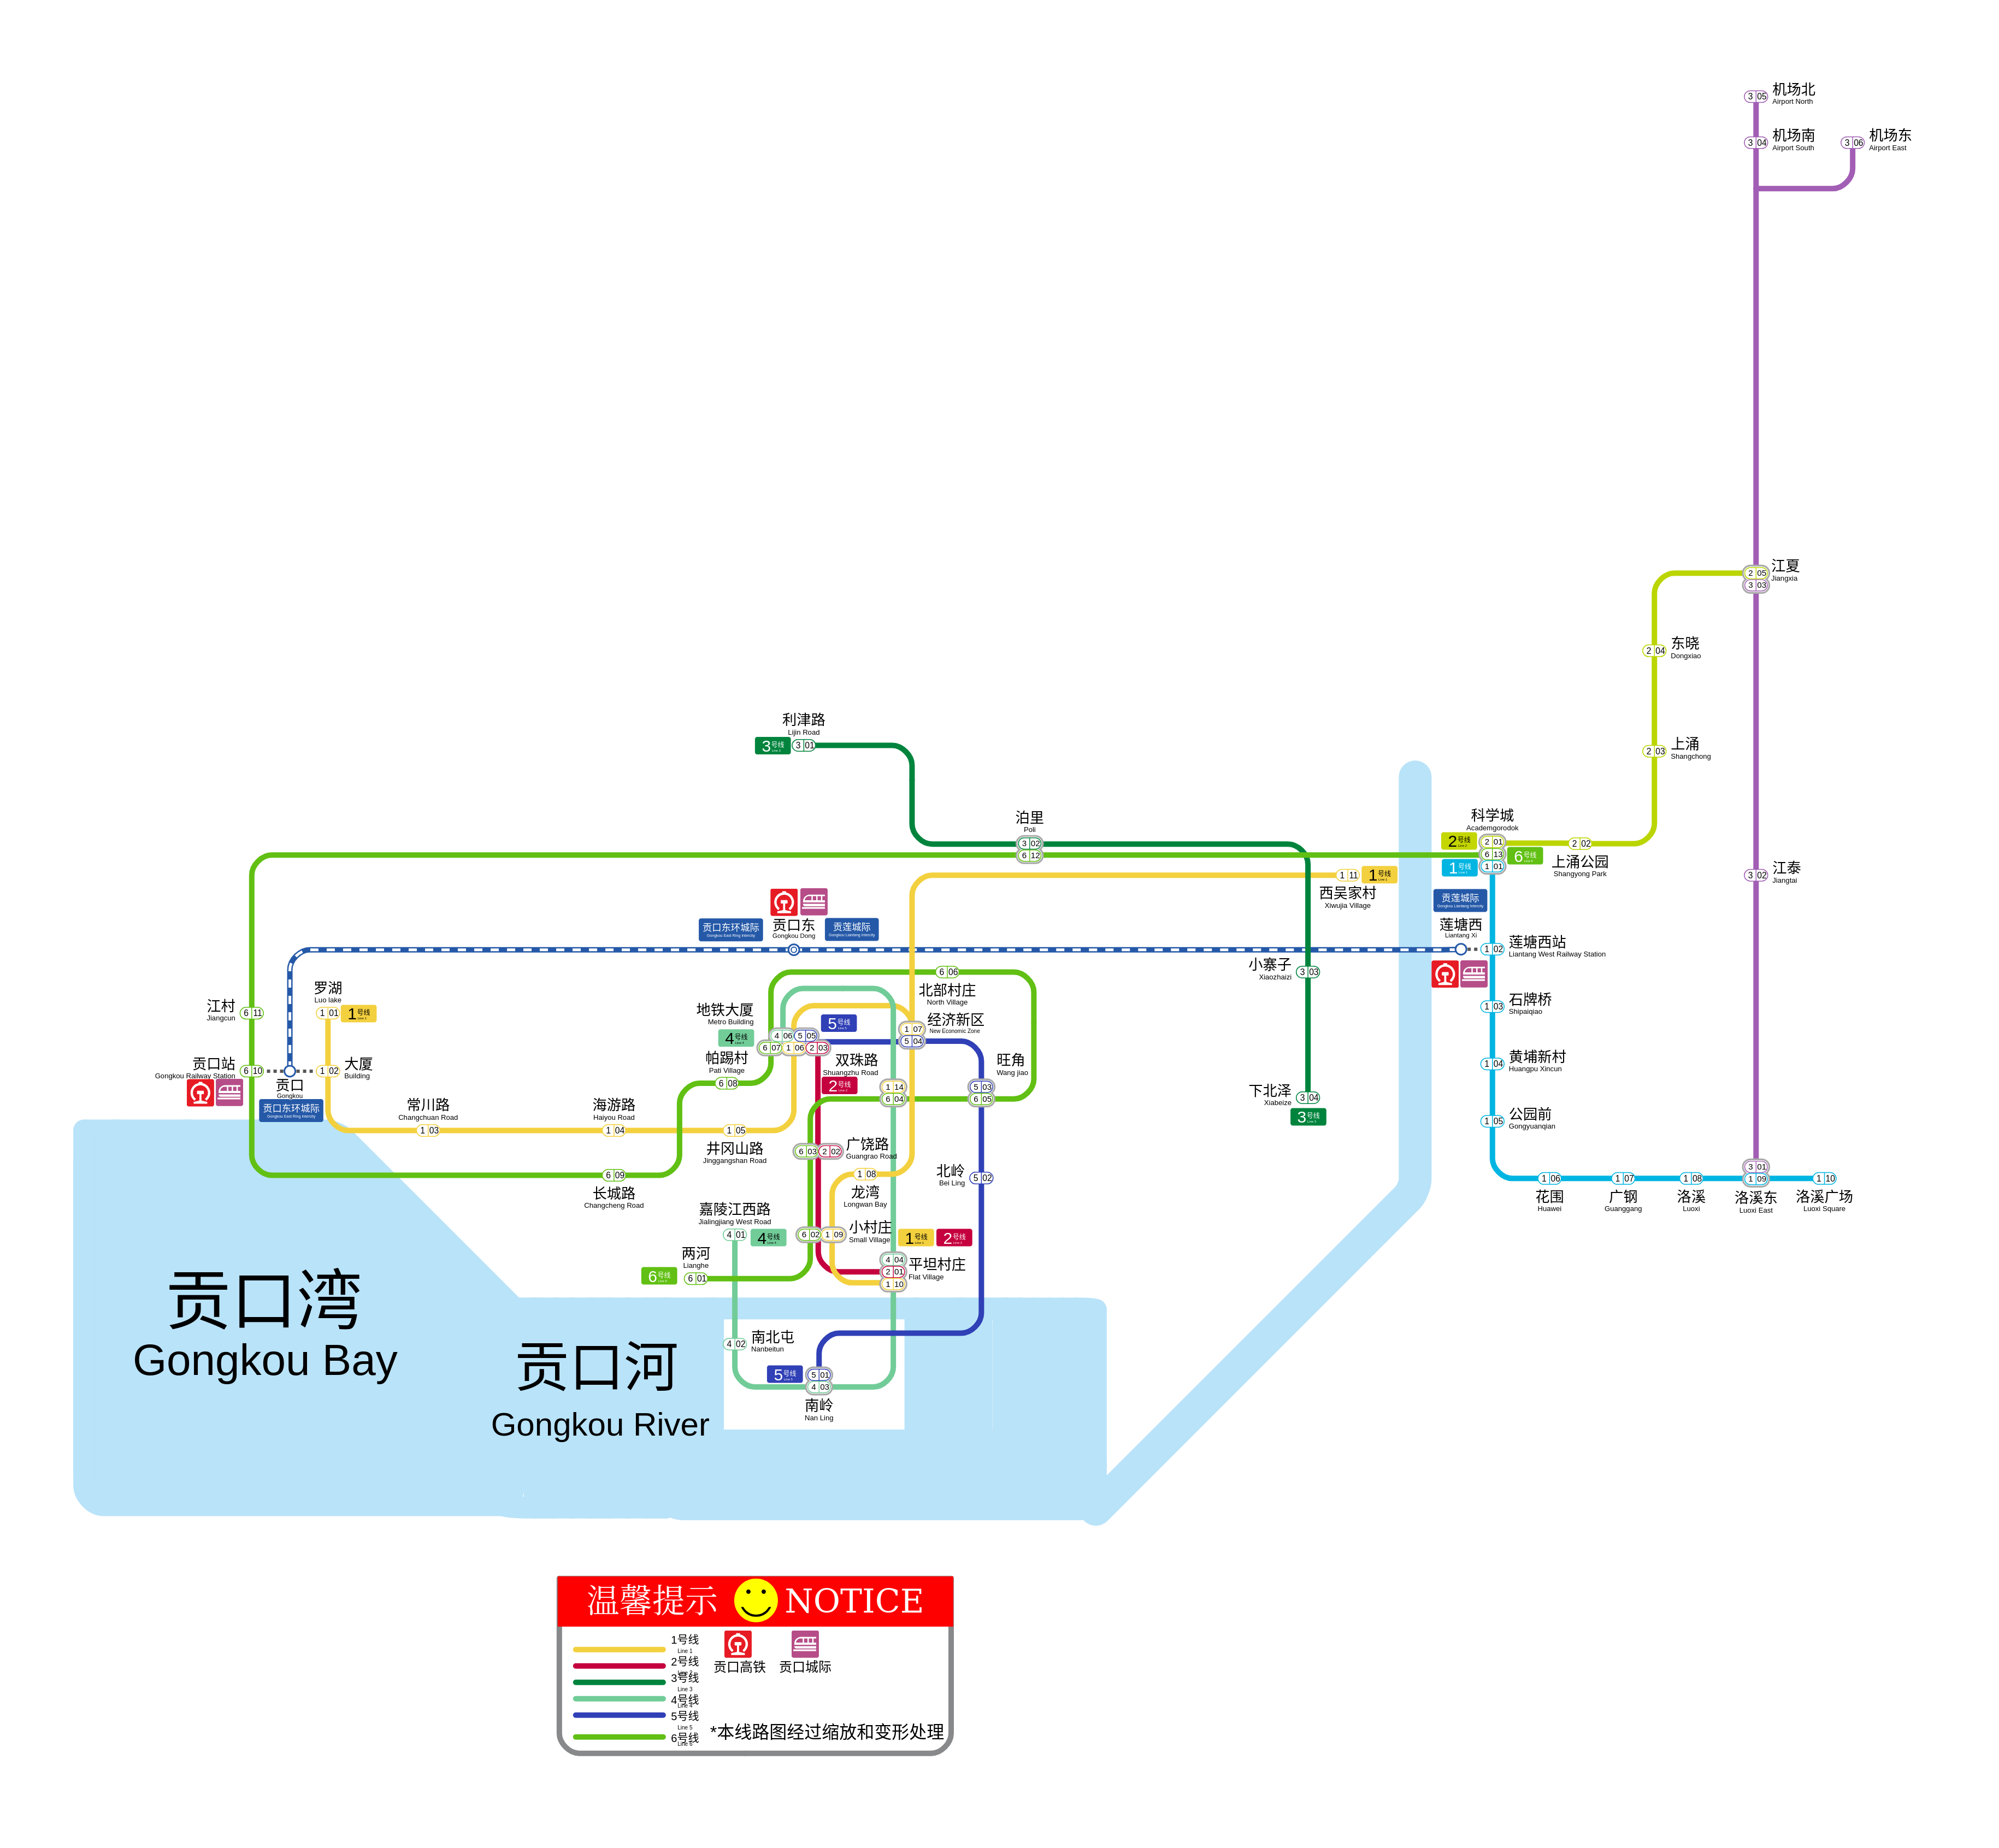 3 05
机场北
Airport North
3 04
机场南
Airport South
3 06
机场东
Airport East
2 05
3 03
江夏
Jiangxia
2 04
东晓
Dongxiao
2 03
上涌
Shangchong
利津路
Lijin Road
3号线
3 01
泊里
Poli
3 02
6 12
科学城
Academgorodok
2号线
2 01
6 13
1 01
6号线
1号线
2 02
上涌公园
Shangyong Park
3 02
江泰
Jiangtai
1 11
1号线
Line 1
西吴家村
Xiwujia Village
贡口东环城际
Gongkou East Ring Intercity
贡口东
Gongkou Dong
贡莲城际
Gongkou Liantang Intercity
贡莲城际
Gongkou Liantang Intercity
莲塘西
Liantang Xi
1 02
莲塘西站
Liantang West Railway Station
小寨子
Xiaozhaizi
3 03
6 06
北部村庄
North Village
江村
Jiangcun
6 11
罗湖
Luo lake
1 01
1号线
Line 1
地铁大厦
Metro Building
4号线
4 06
5 05
6 07
1 06
2 03
5号线
1 07
5 04
经济新区
New Economic Zone
1 03
石牌桥
Shipaiqiao
贡口站
Gongkou Railway Station
6 10
贡口
Gongkou
贡口东环城际
Gongkou East Ring Intercity
1 02
大厦
Building
帕踢村
Pati Village
6 08
双珠路
Shuangzhu Road
2号线
1 14
6 04
旺角
Wang jiao
5 03
6 05
1 04
黄埔新村
Huangpu Xincun
下北泽
Xiabeize
3 04
3号线
常川路
Changchuan Road
1 03
海游路
Haiyou Road
1 04
1 05
井冈山路
Jinggangshan Road
1 05
公园前
Gongyuanqian
6 03
2 02
广饶路
Guangrao Road
6 09
长城路
Changcheng Road
1 08
龙湾
Longwan Bay
北岭
Bei Ling
5 02
3 01
1 09
洛溪东
Luoxi East
1 06
花围
Huawei
1 07
广钢
Guanggang
1 08
洛溪
Luoxi
1 10
洛溪广场
Luoxi Square
嘉陵江西路
Jialingjiang West Road
4 01
4号线
6 02
1 09
小村庄
Small Village
1号线
2号线
两河
Lianghe
6号线
6 01
4 04
2 01
1 10
平坦村庄
Flat Village
贡口湾
Gongkou Bay
贡口河
Gongkou River
4 02
南北屯
Nanbeitun
5号线
5 01
4 03
南岭
Nan Ling
温馨提示 NOTICE
1号线
Line 1
2号线
3号线
Line 3
4号线
Line 4
5号线
Line 5
6号线
Line 6
贡口高铁
贡口城际
*本线路图经过缩放和变形处理